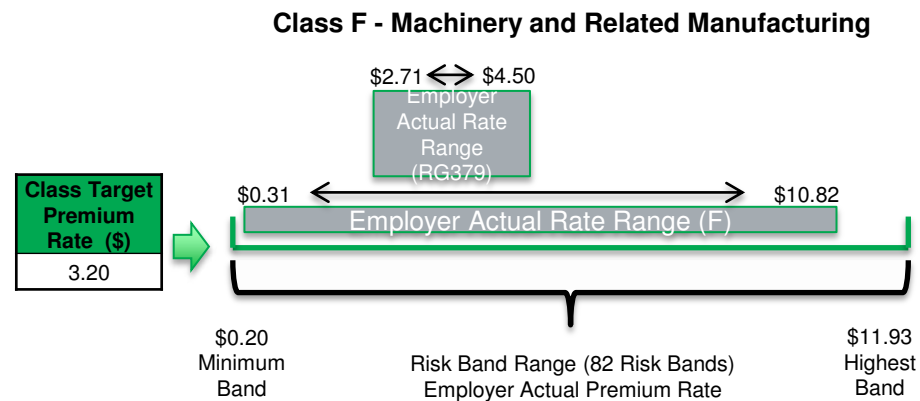 Class F - Machinery and Related Manufacturing
$2.71 $4.50
Employer
Actual Rate
Range
(RG379)
Class Target
Premium
Rate ($)
3.20
$0.31 $10.82
Employer Actual Rate Range (F)
$0.20
Minimum
Band
Risk Band Range (82 Risk Bands)
Employer Actual Premium Rate
$11.93
Highest
Band